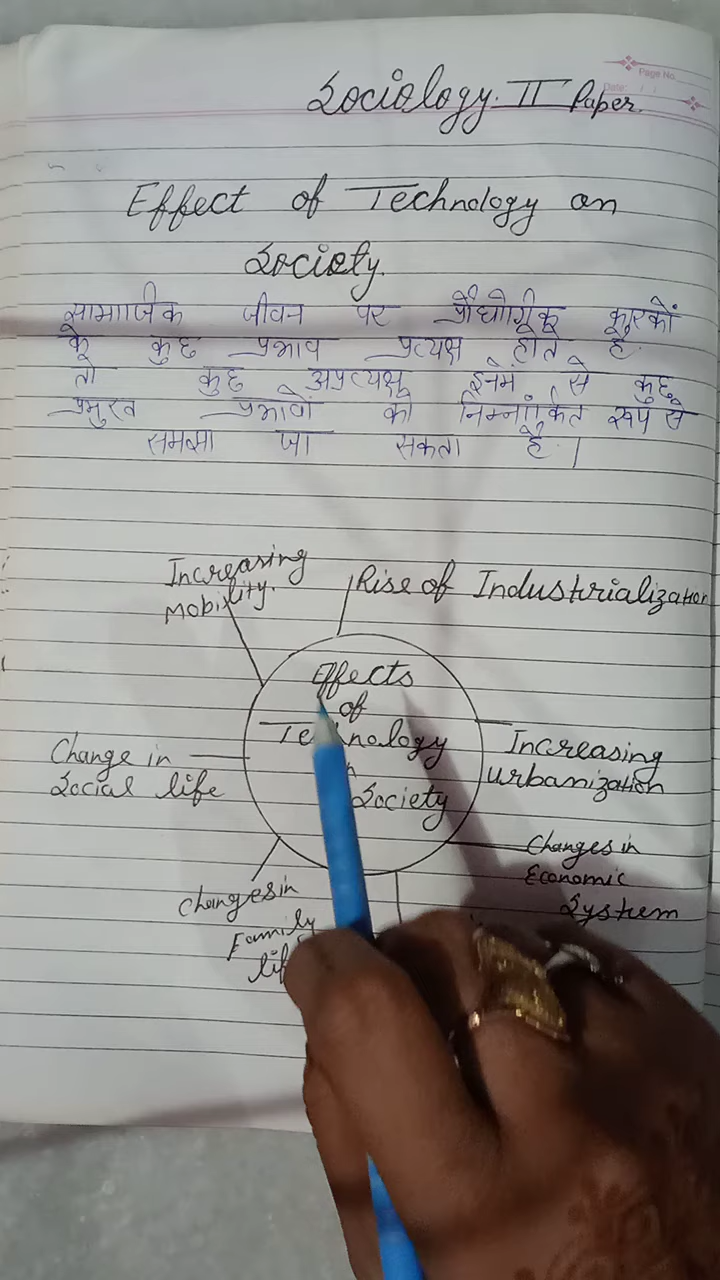 Page No.
Date: / /
Sociology. II Paper.
Effect of Technology on
Society.
सामाजिक जीवन पर प्रौद्योगिक कारकों
के कुछ प्रभाव प्रत्यक्ष होते है
तो कुछ अप्रत्यक्ष इनमें से कुछ
प्रमुख प्रभावों को निम्नांकित रूप से
समझा जा सकता है।
Increasing
Mobility.
Rise of Industrialization
Effects
of
Technology
Society
Change in
Social life
Increasing
urbanization
Changes in
Economic
System
Changes in
Family